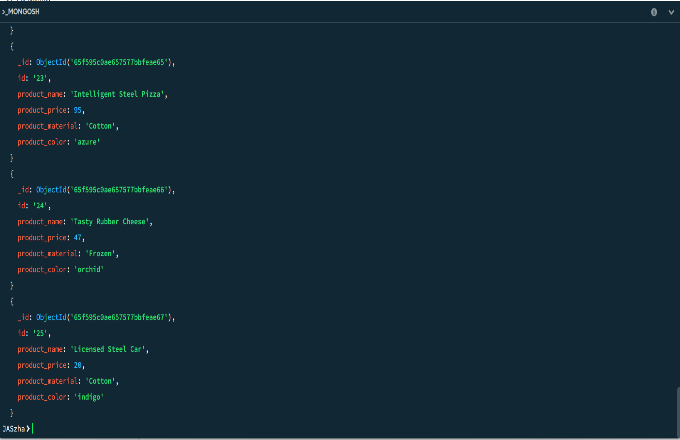 >_MONGOSH
}
{
_id: ObjectId('65f595c0ae657577bbfeae65'),
id: '23',
product_name: 'Intelligent Steel Pizza',
product_price: 95,
product_material: 'Cotton',
product_color: 'azure'
}
{
_id: ObjectId('65f595c0ae657577bbfeae66'),
id: '24',
product_name: 'Tasty Rubber Cheese',
product_price: 47,
product_material: 'Frozen',
product_color: 'orchid'
}
{
_id: ObjectId('65f595c0ae657577bbfeae67'),
id: '25',
product_name: 'Licensed Steel Car',
product_price: 20,
product_material: 'Cotton',
product_color: 'indigo'
}
JASzha>